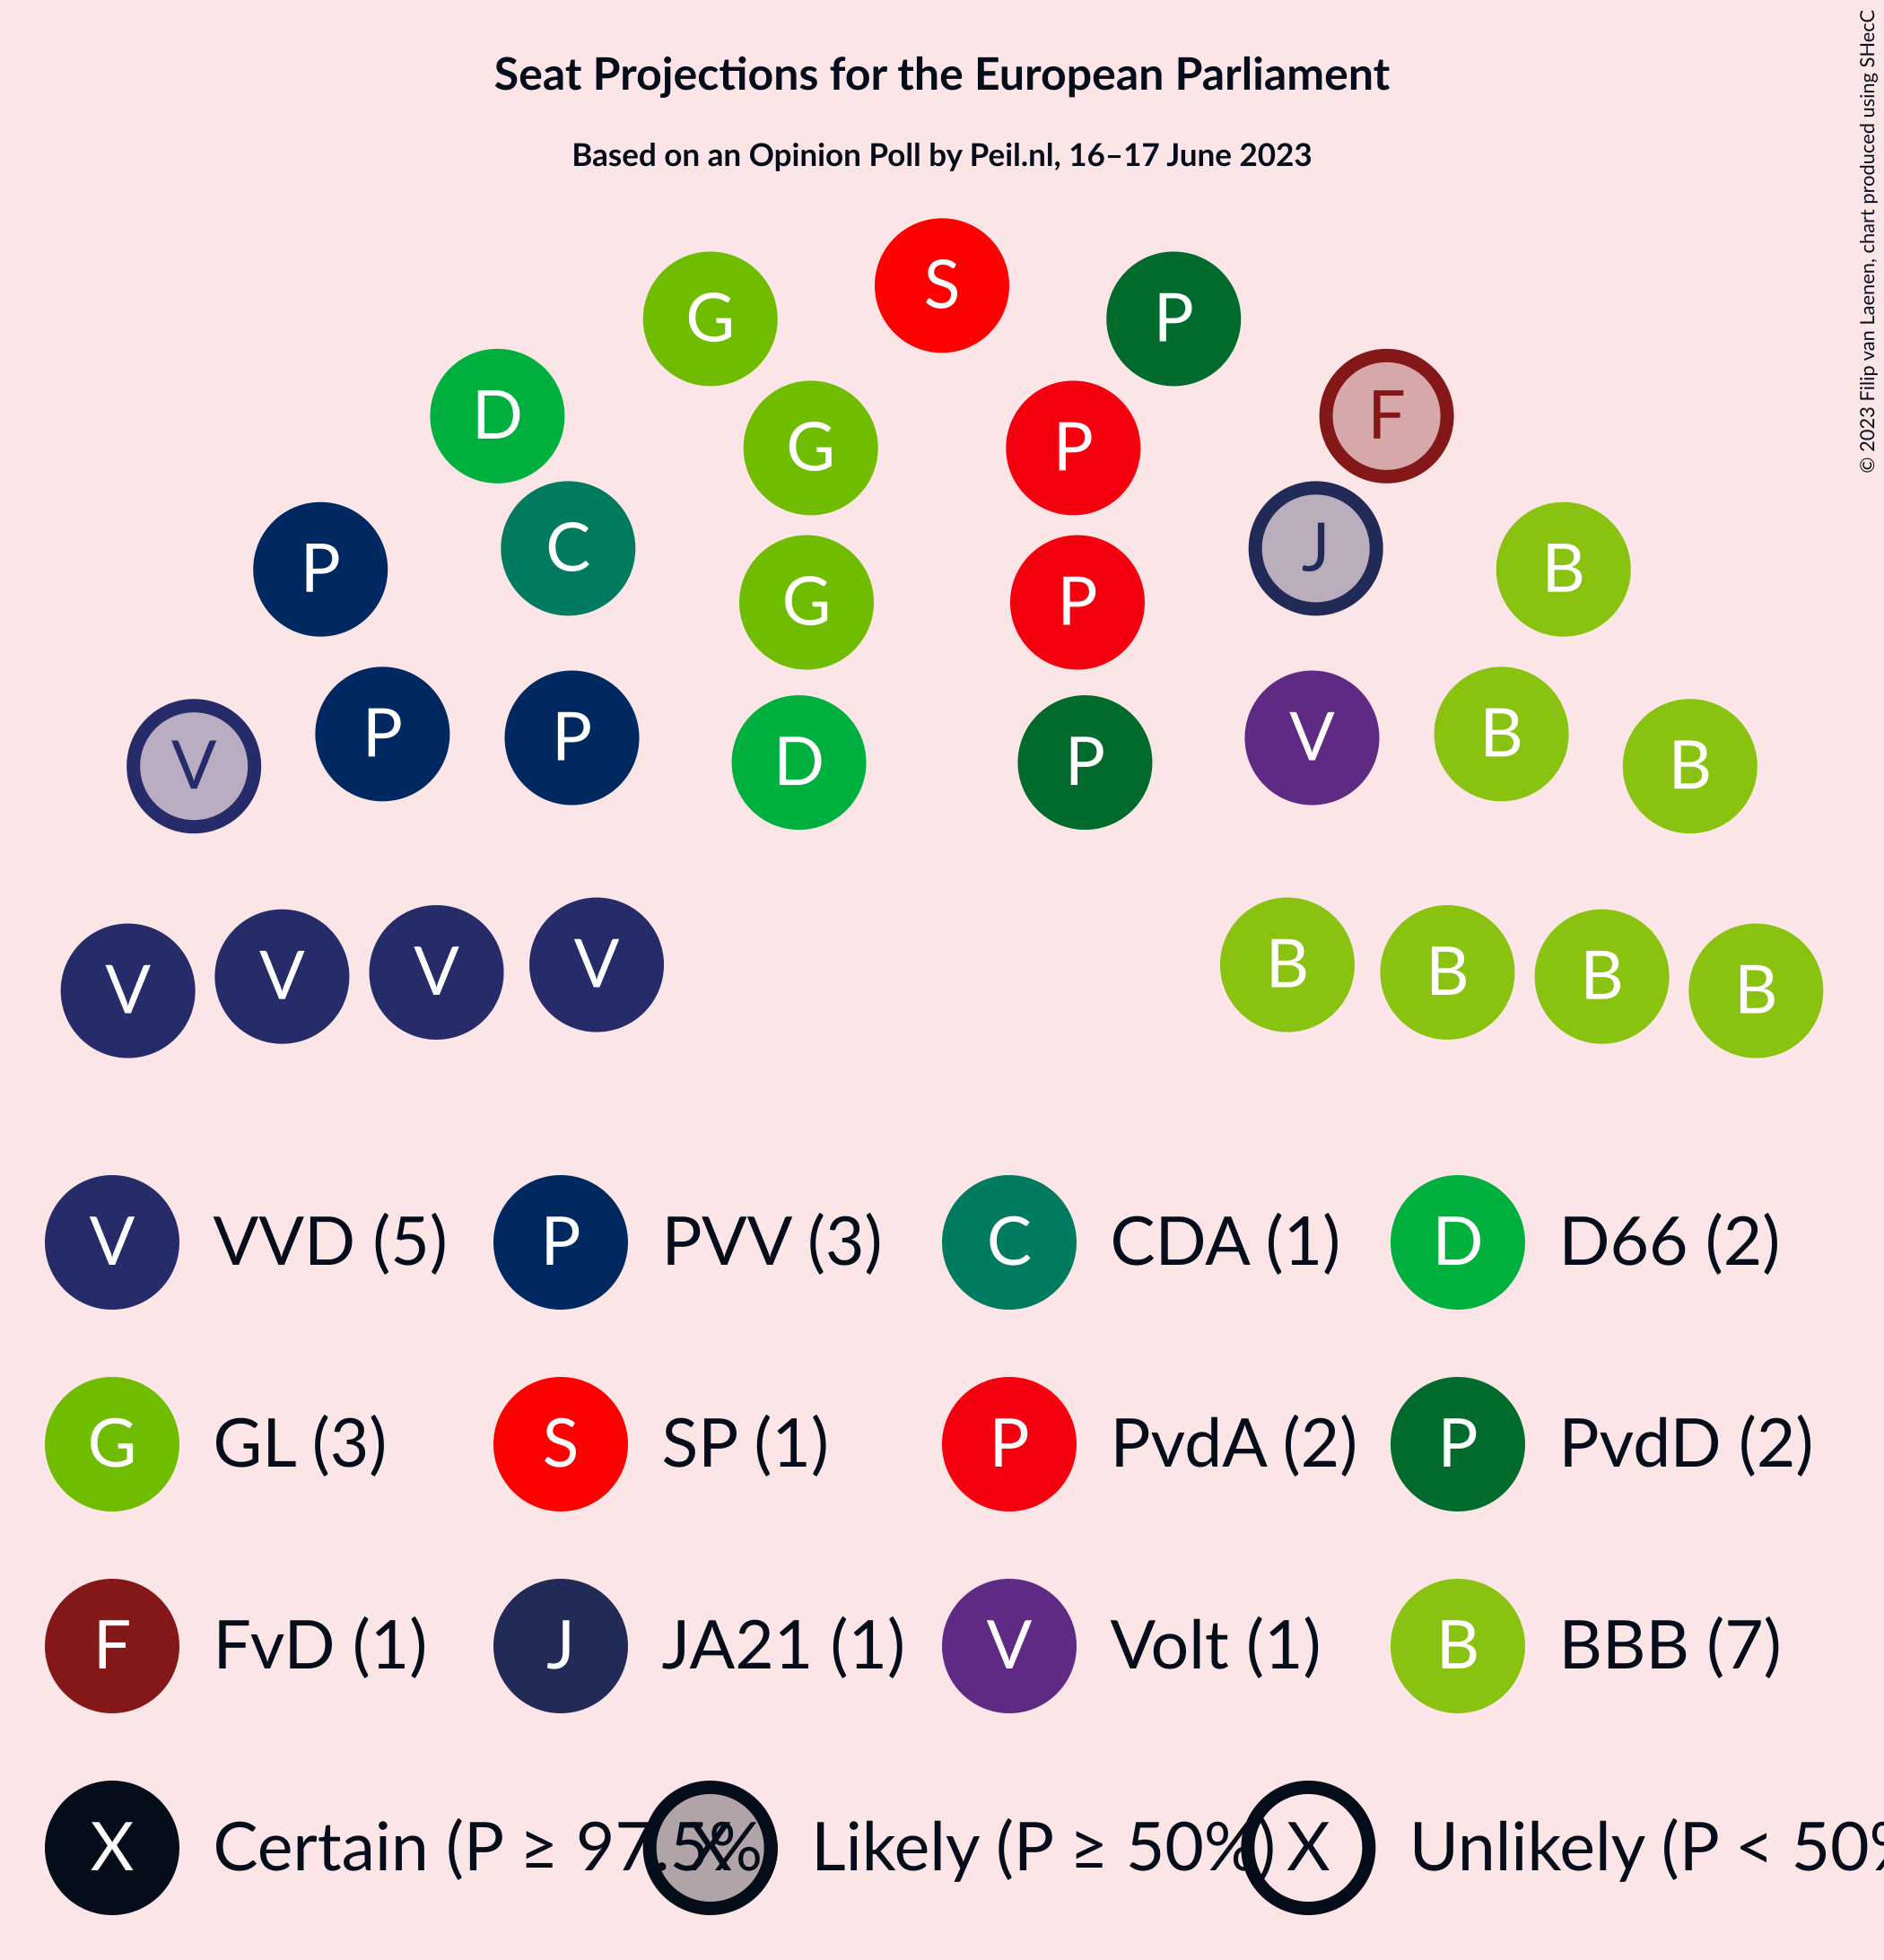 Seat Projections for the European Parliament
Based on an Opinion Poll by Peil.nl, 16–17 June 2023
© 2023 Filip van Laenen, chart produced using SHecC
S
G P
D F
G P
C J
P B
G P
P B
P V
D P
V B
V B
V B
V B
V B
V VVD (5) P PVV (3) C CDA (1) D D66 (2)
G GL (3) S SP (1) P PvdA (2) P PvdD (2)
F FvD (1) J JA21 (1) V Volt (1) B BBB (7)
X Certain (P ≥ 97.5% X Likely (P ≥ 50%) X Unlikely (P < 50%